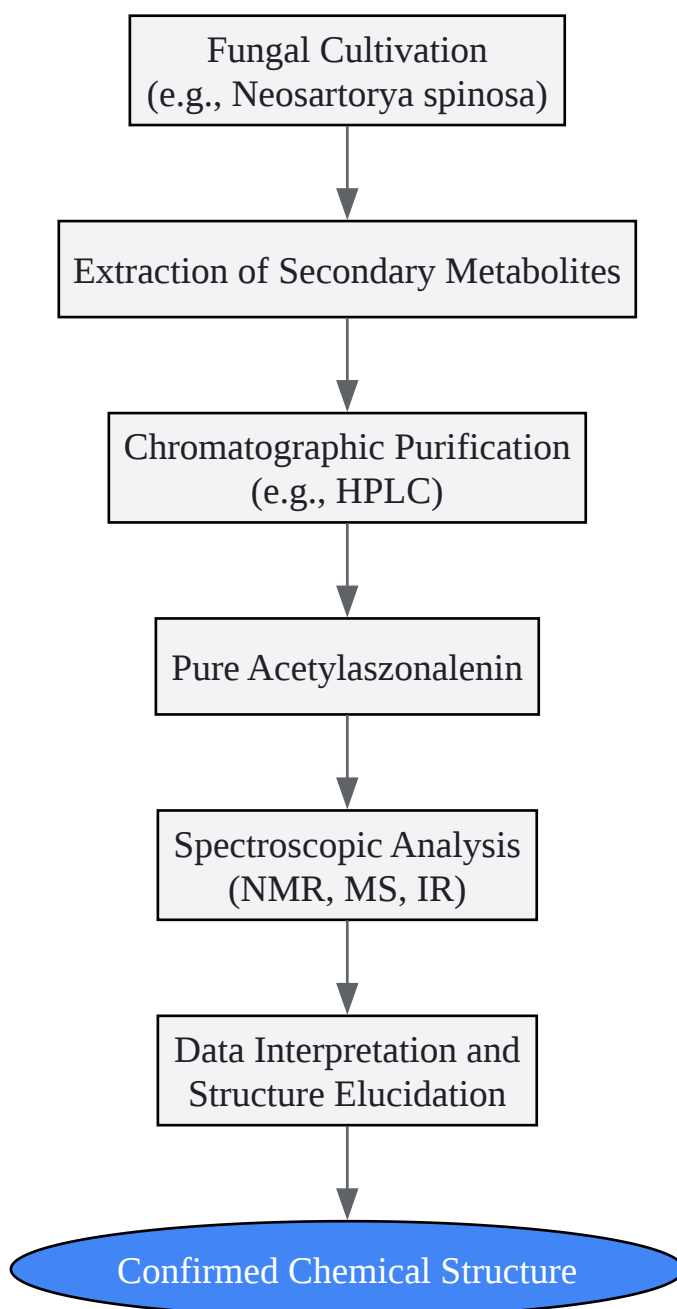 Fungal Cultivation
(e.g., Neosartorya spinosa)
Extraction of Secondary Metabolites
Chromatographic Purification
(e.g., HPLC)
Pure Acetylaszonalenin
Spectroscopic Analysis
(NMR, MS, IR)
Data Interpretation and
Structure Elucidation
Confirmed Chemical Structure